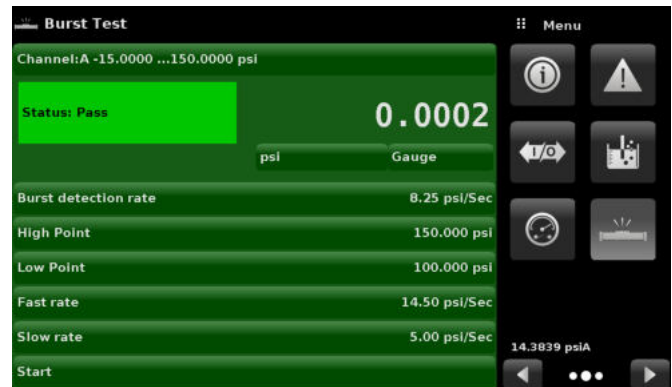 Burst Test
Menu
Channel:A -15.0000 ...150.0000 psi
Status: Pass
0.0002
psi Gauge
Burst detection rate 8.25 psi/Sec
High Point 150.000 psi
Low Point 100.000 psi
Fast rate 14.50 psi/Sec
Slow rate 5.00 psi/Sec
Start
I/O
14.3839 psiA